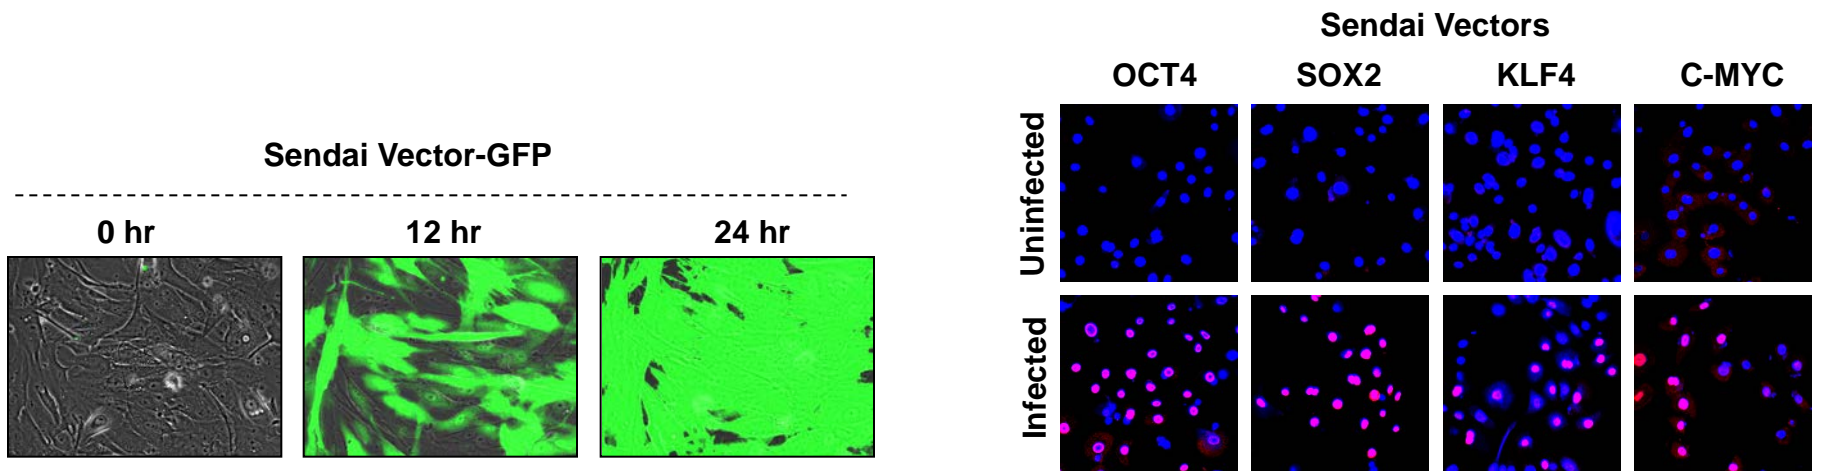 Sendai Vector-GFP
0 hr 12 hr 24 hr
Sendai Vectors
OCT4 SOX2 KLF4 C-MYC
Uninfected
Infected